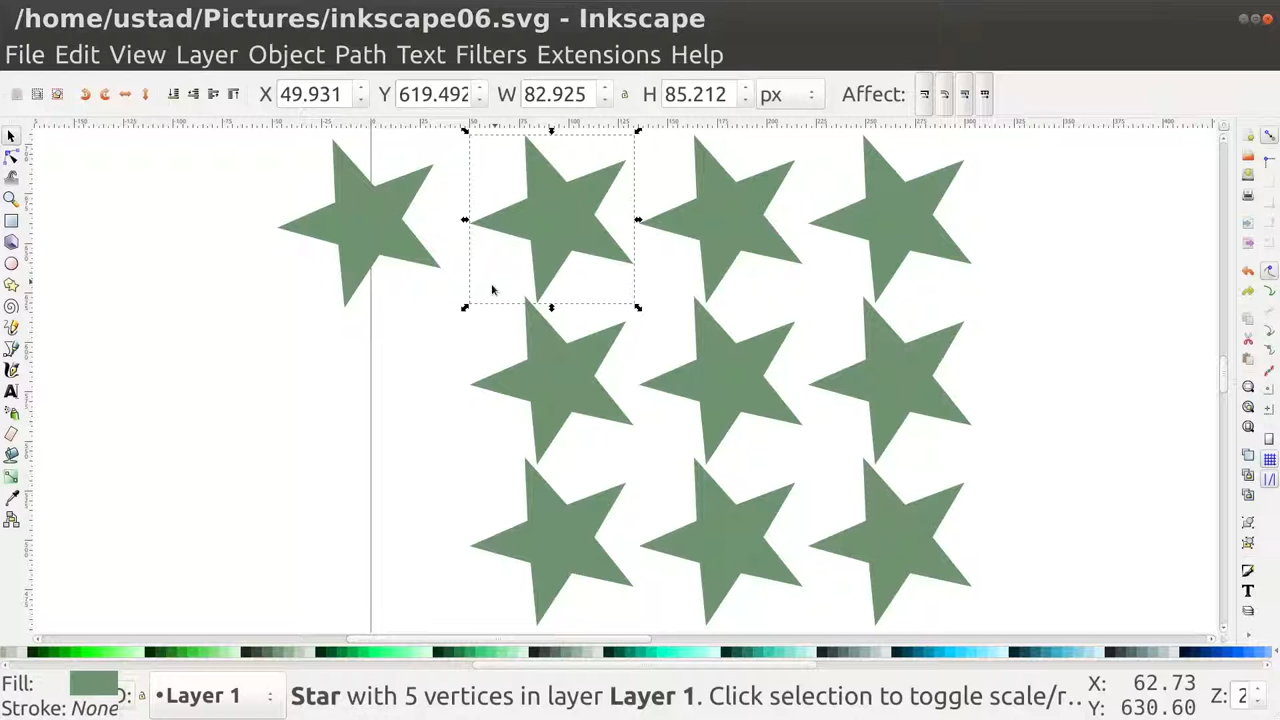 /home/ustad/Pictures/inkscape06.svg - Inkscape
File Edit View Layer Object Path Text Filters Extensions Help
X 49.931 Y 619.492 W 82.925 H 85.212 px Affect:
Fill:
Stroke: None
O:
•Layer 1
Star with 5 vertices in layer Layer 1. Click selection to toggle scale/r..
X: 62.73
Y: 630.60
Z: 2